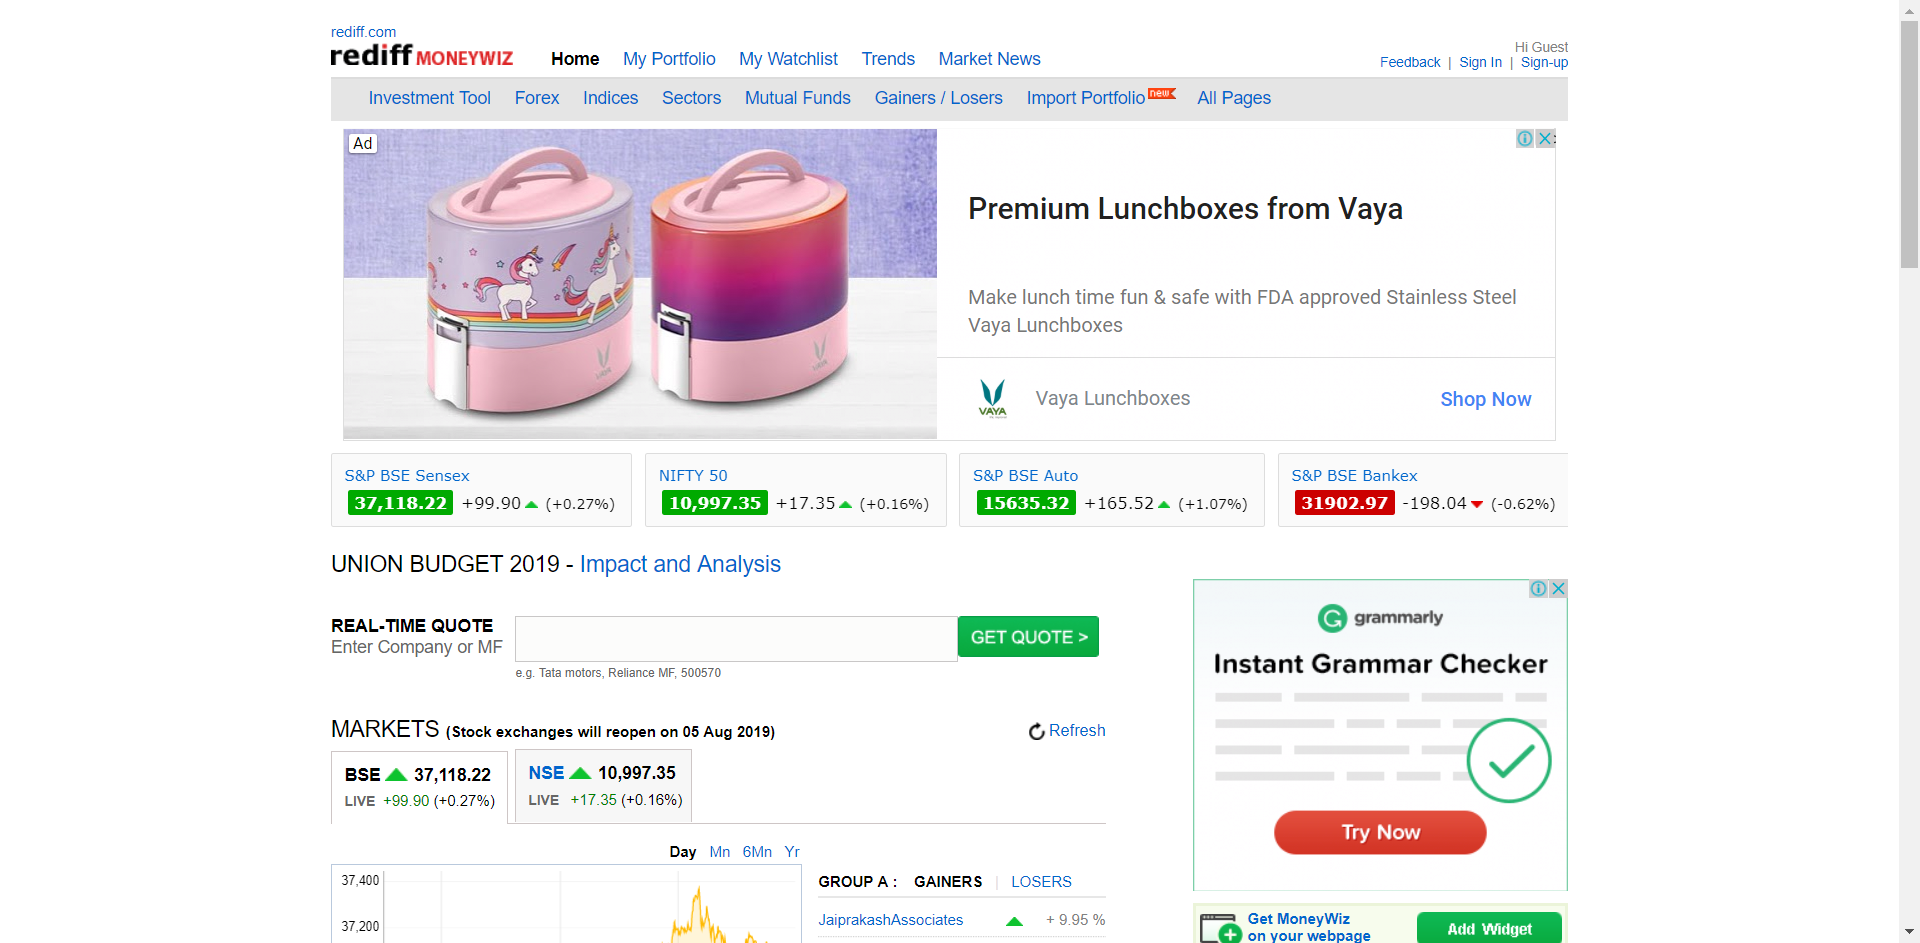 rediff.com
rediff MONEYWIZ
Home My Portfolio My Watchlist Trends Market News
Hi Guest
Feedback | Sign In | Sign-up
Investment Tool Forex Indices Sectors Mutual Funds Gainers / Losers Import Portfolio new All Pages
Ad
Premium Lunchboxes from Vaya
Make lunch time fun & safe with FDA approved Stainless Steel
Vaya Lunchboxes
VAYA
VAYA
VAYA
Vaya Lunchboxes
Shop Now
S&P BSE Sensex
37,118.22 +99.90 (+0.27%)
NIFTY 50
10,997.35 +17.35 (+0.16%)
S&P BSE Auto
15635.32 +165.52 (+1.07%)
S&P BSE Bankex
31902.97 -198.04 (-0.62%)
UNION BUDGET 2019 - Impact and Analysis
REAL-TIME QUOTE
Enter Company or MF
GET QUOTE >
e.g. Tata motors, Reliance MF, 500570
MARKETS (Stock exchanges will reopen on 05 Aug 2019)
Refresh
BSE 37,118.22
LIVE +99.90 (+0.27%)
NSE 10,997.35
LIVE +17.35 (+0.16%)
Day Mn 6Mn Yr
37,400
37,200
GROUP A : GAINERS | LOSERS
JaiprakashAssociates + 9.95 %
grammarly
Instant Grammar Checker
Try Now
Get MoneyWiz
on your webpage
Add Widget